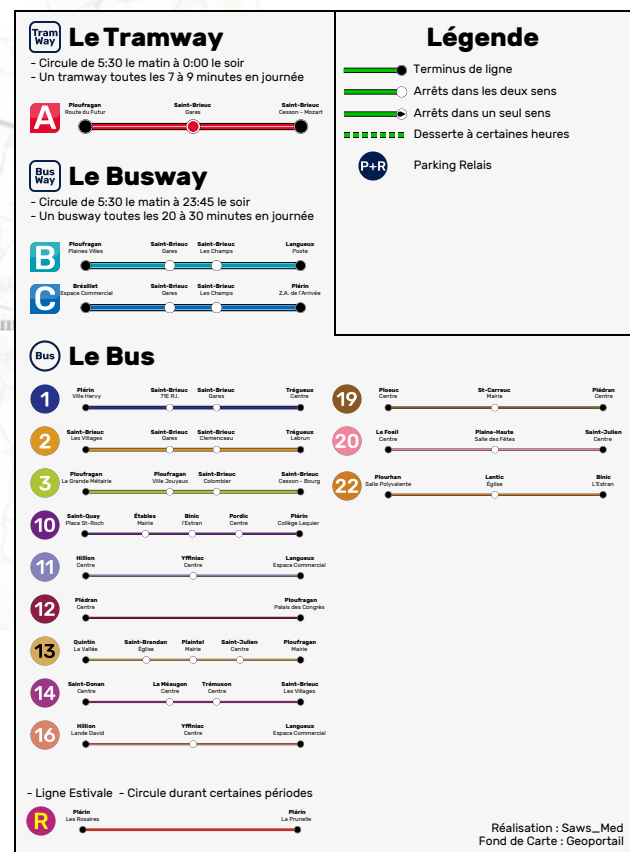 Tram
Way
Le Tramway
- Circule de 5:30 le matin à 0:00 le soir
- Un tramway toutes les 7 à 9 minutes en journée
A
Ploufragan Saint-Brieuc Saint-Brieuc
Route du Futur Gares Cesson - Mozart
Bus
Way
Le Busway
- Circule de 5:30 le matin à 23:45 le soir
- Un busway toutes les 20 à 30 minutes en journée
B
Ploufragan Saint-Brieuc Saint-Brieuc Langueux
Plaines Villes Gares Les Champs Poste
C
Brézillet Saint-Brieuc Saint-Brieuc Plérin
Espace Commercial Gares Les Champs Z.A. de l'Arrivée
Légende
Terminus de ligne
Arrêts dans les deux sens
Arrêts dans un seul sens
Desserte à certaines heures
P+R Parking Relais
Bus
Le Bus
1
Plérin Saint-Brieuc Saint-Brieuc Trégueux
Ville Hervy 71E R.I. Gares Centre
2
Saint-Brieuc Saint-Brieuc Saint-Brieuc Trégueux
Les Villages Gares Clemenceau Lebrun
3
Ploufragan Ploufragan Saint-Brieuc Saint-Brieuc
La Grande Métairie Ville Jouyaux Colombier Cesson - Bourg
10
Saint-Quay Étables Binic Pordic Plérin
Place St-Roch Mairie l'Estran Centre Collège Lequier
11
Hillion Yffiniac Langueux
Centre Centre Espace Commercial
12
Plédran Ploufragan
Centre Palais des Congrès
13
Quintin Saint-Brandan Plaintel Saint-Julien Ploufragan
La Vallée Église Mairie Centre Mairie
14
Saint-Donan La Méaugon Trémuson Saint-Brieuc
Centre Centre Centre Les Villages
16
Hillion Yffiniac Langueux
Lande David Centre Espace Commercial
19
Ploeuc St-Carreuc Plédran
Centre Mairie Centre
20
Le Foeil Plaine-Haute Saint-Julien
Centre Salle des Fêtes Centre
22
Plourhan Lantic Binic
Salle Polyvalente Église L'Estran
- Ligne Estivale - Circule durant certaines périodes
R
Plérin Plérin
Les Rosaires La Prunelle
Réalisation : Saws_Med
Fond de Carte : Geoportail